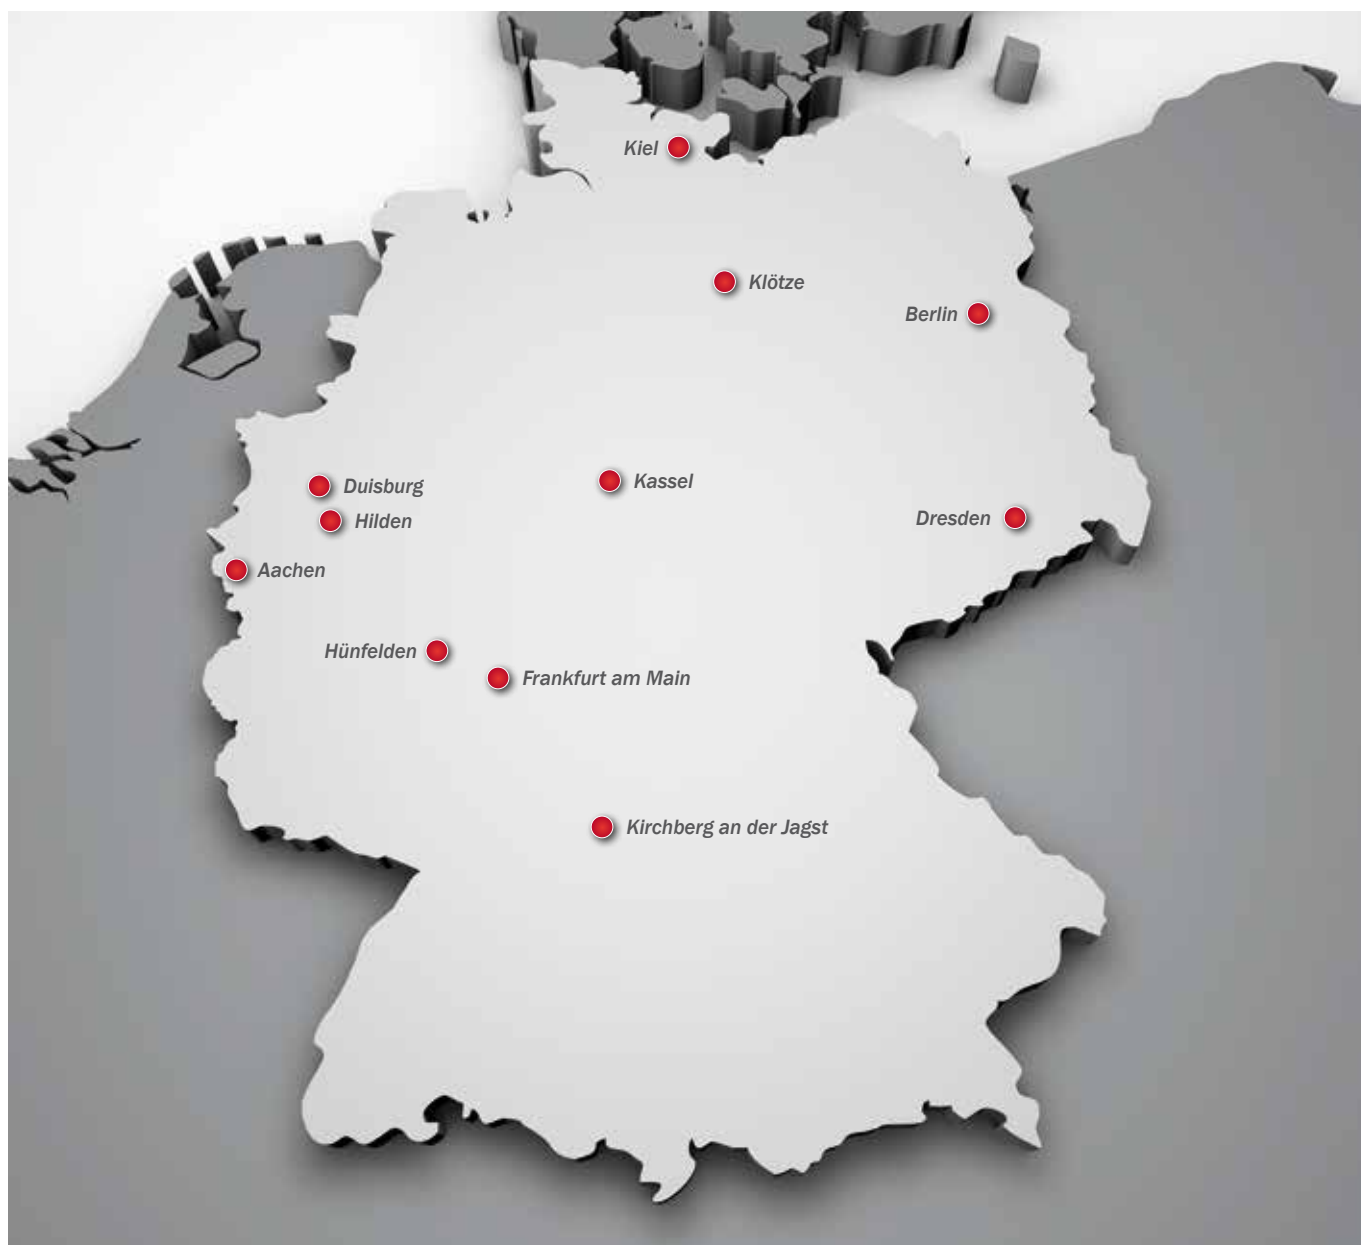 Kiel
Klötze
Berlin
Duisburg
Kassel
Hilden
Dresden
Aachen
Hünfelden
Frankfurt am Main
Kirchberg an der Jagst